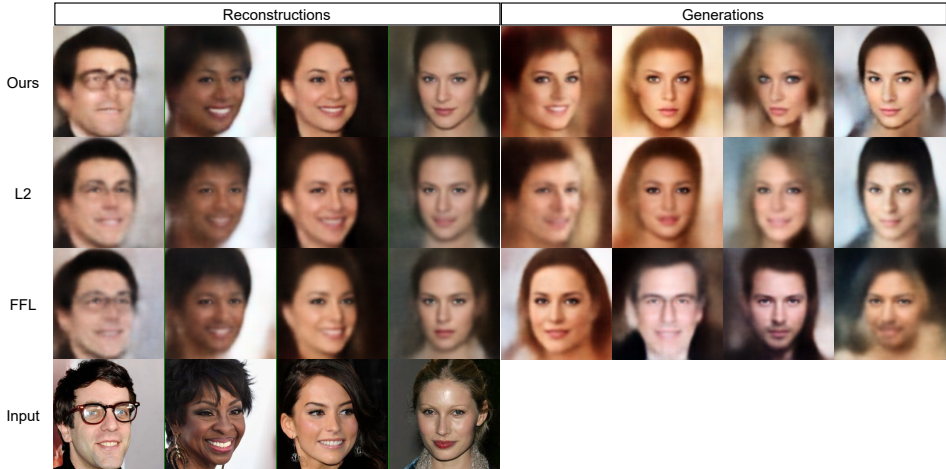 Reconstructions
Generations
Ours
L2
FFL
Input